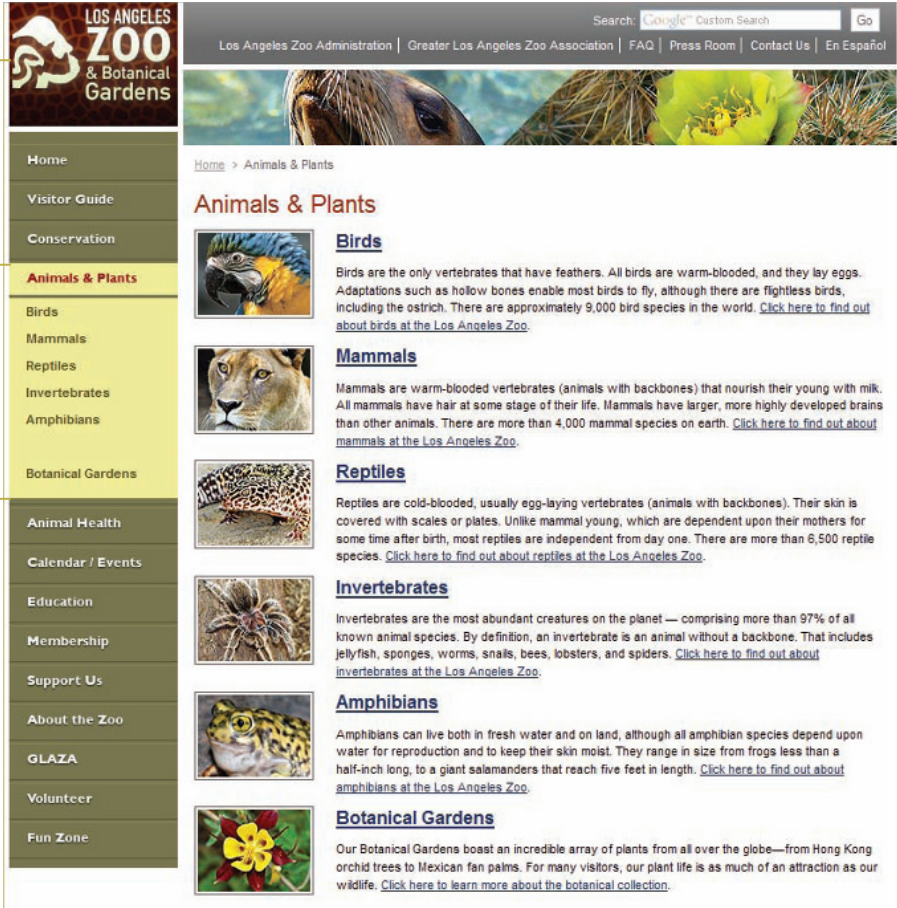 LOS ANGELES
ZOO
& Botanical
Gardens
Search: Google™ Custom Search Go
Los Angeles Zoo Administration | Greater Los Angeles Zoo Association | FAQ | Press Room | Contact Us | En Español
Home
Visitor Guide
Conservation
Animals & Plants
Birds
Mammals
Reptiles
Invertebrates
Amphibians
Botanical Gardens
Animal Health
Calendar / Events
Education
Membership
Support Us
About the Zoo
GLAZA
Volunteer
Fun Zone
Home > Animals & Plants
Animals & Plants
Birds
Birds are the only vertebrates that have feathers. All birds are warm-blooded, and they lay eggs.
Adaptations such as hollow bones enable most birds to fly, although there are flightless birds,
including the ostrich. There are approximately 9,000 bird species in the world. Click here to find out
about birds at the Los Angeles Zoo.
Mammals
Mammals are warm-blooded vertebrates (animals with backbones) that nourish their young with milk.
All mammals have hair at some stage of their life. Mammals have larger, more highly developed brains
than other animals. There are more than 4,000 mammal species on earth. Click here to find out about
mammals at the Los Angeles Zoo.
Reptiles
Reptiles are cold-blooded, usually egg-laying vertebrates (animals with backbones). Their skin is
covered with scales or plates. Unlike mammal young, which are dependent upon their mothers for
some time after birth, most reptiles are independent from day one. There are more than 6,500 reptile
species. Click here to find out about reptiles at the Los Angeles Zoo.
Invertebrates
Invertebrates are the most abundant creatures on the planet — comprising more than 97% of all
known animal species. By definition, an invertebrate is an animal without a backbone. That includes
jellyfish, sponges, worms, snails, bees, lobsters, and spiders. Click here to find out about
invertebrates at the Los Angeles Zoo.
Amphibians
Amphibians can live both in fresh water and on land, although all amphibian species depend upon
water for reproduction and to keep their skin moist. They range in size from frogs less than a
half-inch long, to a giant salamanders that reach five feet in length. Click here to find out about
amphibians at the Los Angeles Zoo.
Botanical Gardens
Our Botanical Gardens boast an incredible array of plants from all over the globe—from Hong Kong
orchid trees to Mexican fan palms. For many visitors, our plant life is as much of an attraction as our
wildlife. Click here to learn more about the botanical collection.